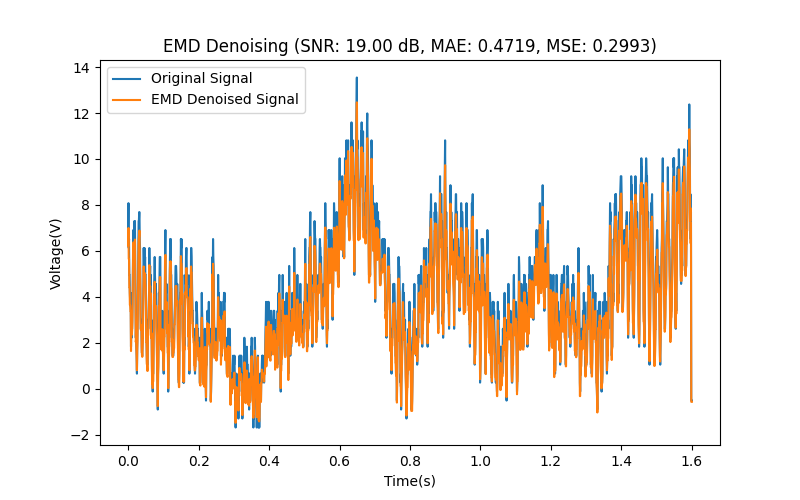 EMD Denoising (SNR: 19.00 dB, MAE: 0.4719, MSE: 0.2993)
Original Signal
EMD Denoised Signal
14
12
10
8
6
4
2
0
−2
Voltage(V)
0.0 0.2 0.4 0.6 0.8 1.0 1.2 1.4 1.6
Time(s)